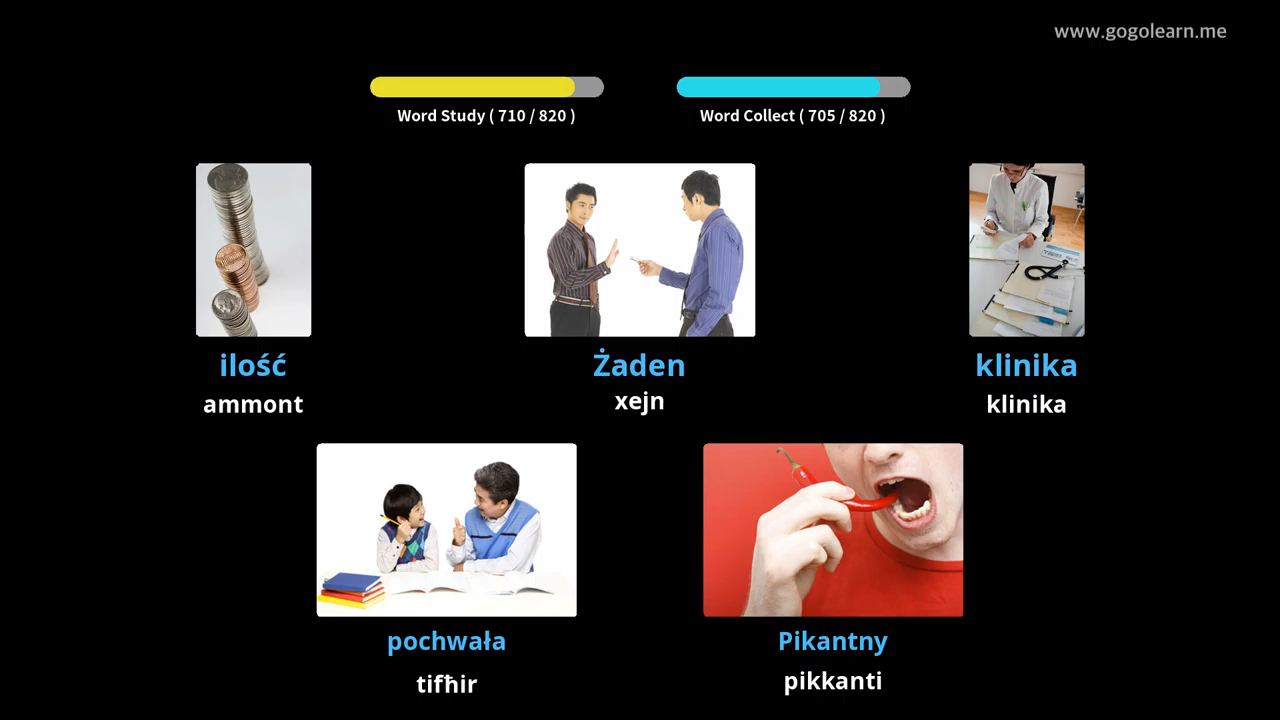 www.gogolearn.me
Word Study ( 710 / 820 )
Word Collect ( 705 / 820 )
ilość
ammont
Żaden
xejn
klinika
klinika
pochwała
tifħir
Pikantny
pikkanti